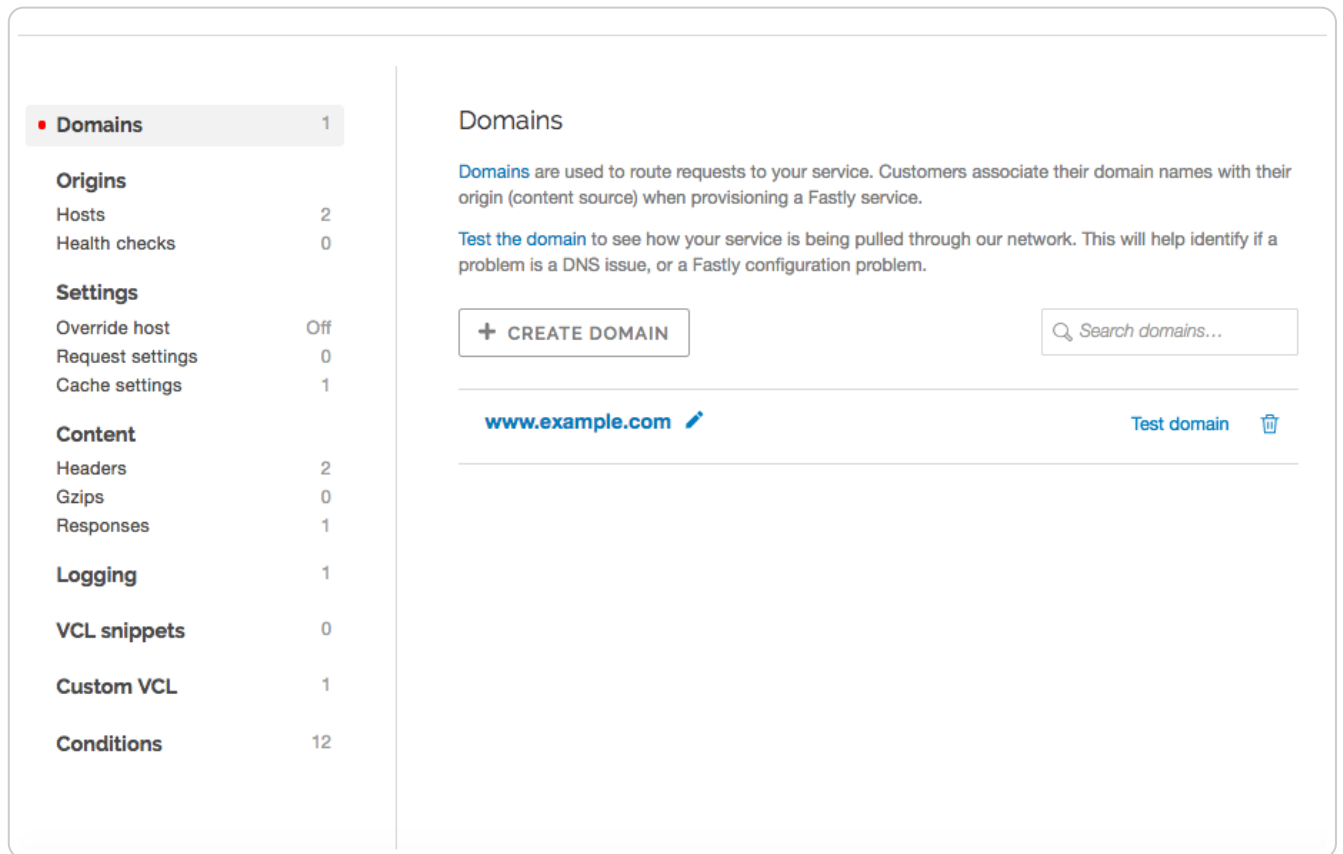 Domains 1
Origins
Hosts 2
Health checks 0
Settings
Override host Off
Request settings 0
Cache settings 1
Content
Headers 2
Gzips 0
Responses 1
Logging 1
VCL snippets 0
Custom VCL 1
Conditions 12
Domains
Domains are used to route requests to your service. Customers associate their domain names with their
origin (content source) when provisioning a Fastly service.
Test the domain to see how your service is being pulled through our network. This will help identify if a
problem is a DNS issue, or a Fastly configuration problem.
+ CREATE DOMAIN
Search domains...
www.example.com
Test domain